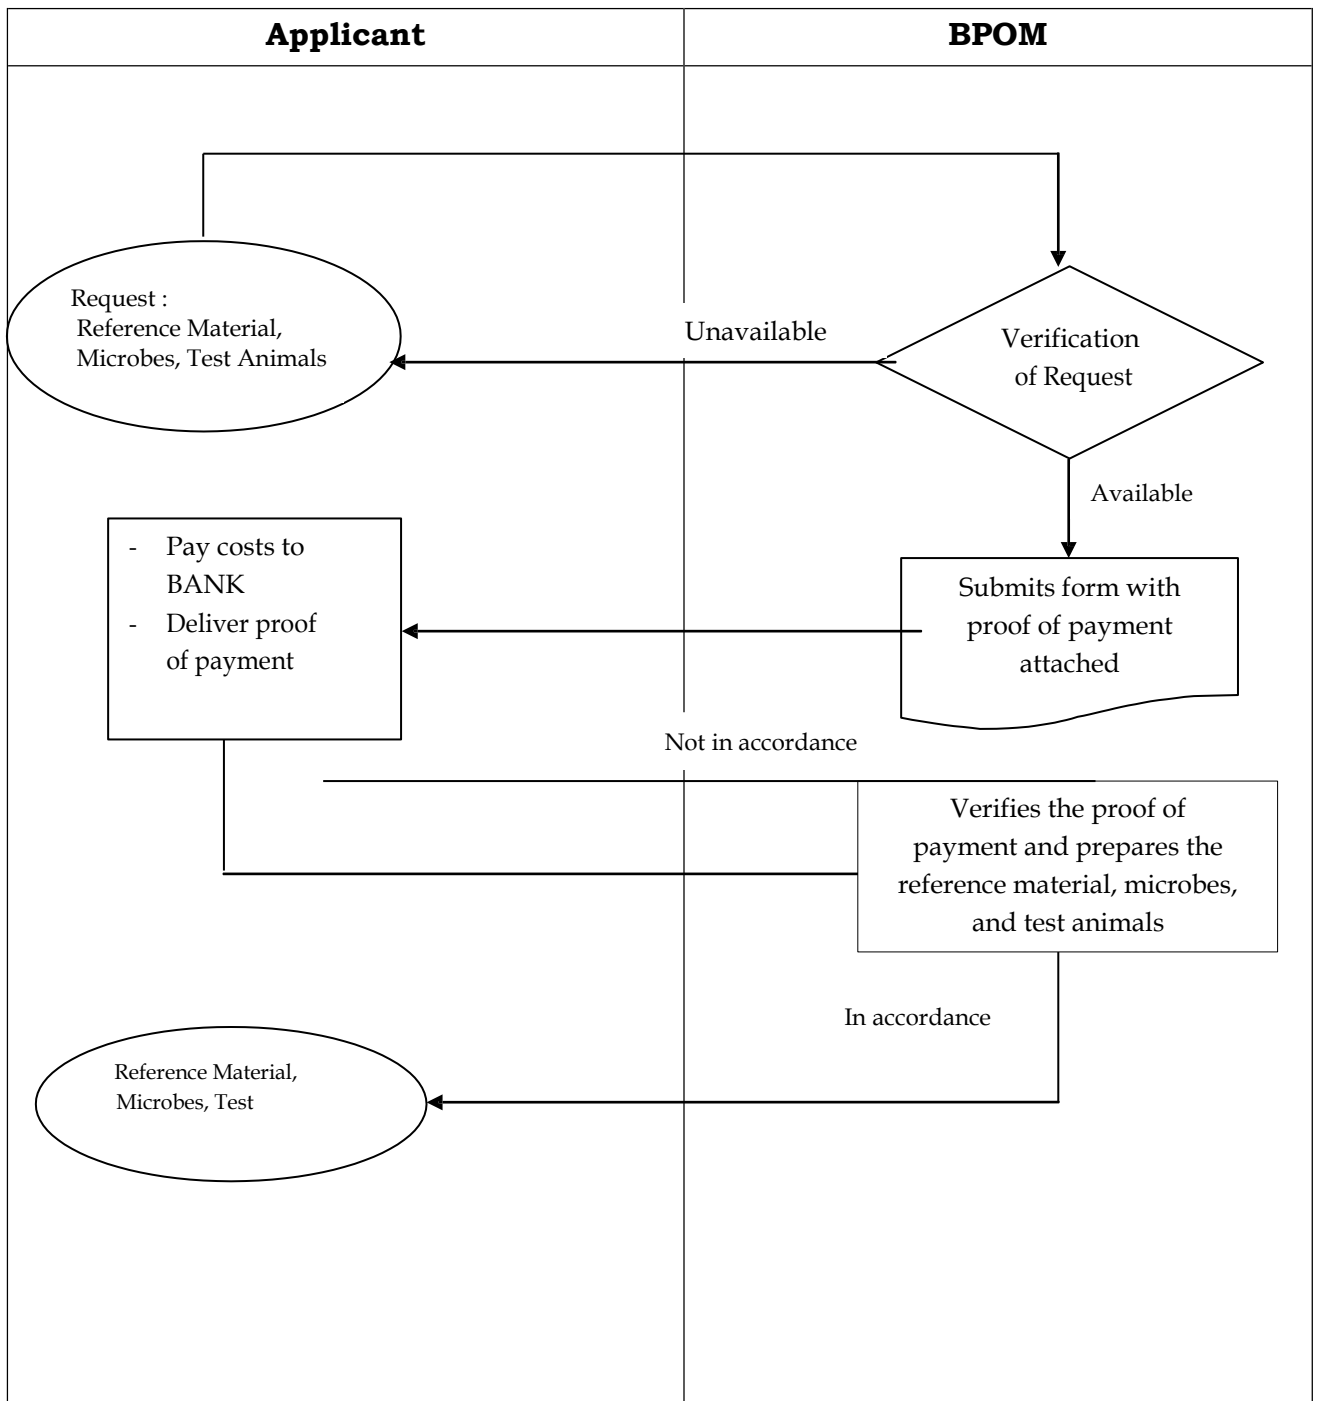 Applicant
BPOM
Request :
Reference Material,
Microbes, Test Animals
Unavailable
Verification
of Request
Available
- Pay costs to
BANK
- Deliver proof
of payment
Submits form with
proof of payment
attached
Not in accordance
Verifies the proof of
payment and prepares the
reference material, microbes,
and test animals
In accordance
Reference Material,
Microbes, Test